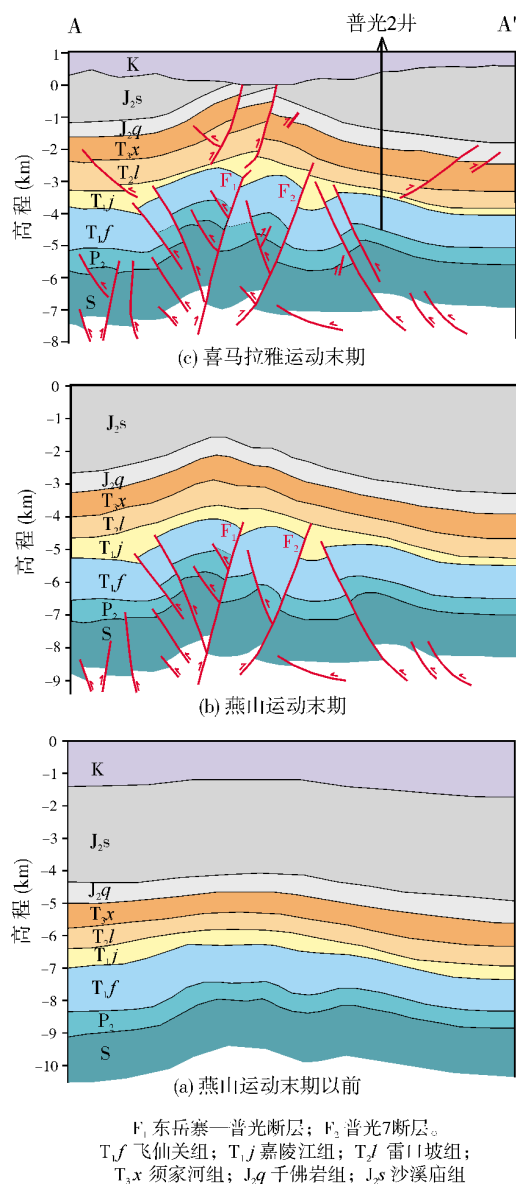 A 普光2井 A'
1
0
-1
-2
-3
-4
-5
-6
-7
-8
高程 (km)
K
J₂s
J₂q
T₃x
T₂l
T₁j
T₁f
P₂
S
F₁
F₂
(c) 喜马拉雅运动末期
0
-1
-2
-3
-4
-5
-6
-7
-8
-9
高程 (km)
J₂s
J₂q
T₃x
T₂l
T₁j
T₁f
P₂
S
F₁
F₂
(b) 燕山运动末期
0
-1
-2
-3
-4
-5
-6
-7
-8
-9
-10
高程 (km)
K
J₂s
J₂q
T₃x
T₂l
T₁j
T₁f
P₂
S
(a) 燕山运动末期以前
F₁ 东岳寨—普光断层；F₂ 普光7断层。
T₁f 飞仙关组；T₁j 嘉陵江组；T₂l 雷口坡组；
T₃x 须家河组；J₂q 千佛岩组；J₂s 沙溪庙组